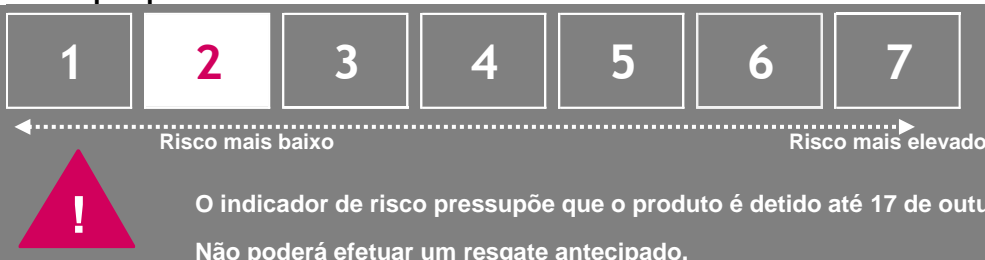 1 2 3 4 5 6 7
Risco mais baixo Risco mais elevado
!
O indicador de risco pressupõe que o produto é detido até 17 de outu
Não poderá efetuar um resgate antecipado.